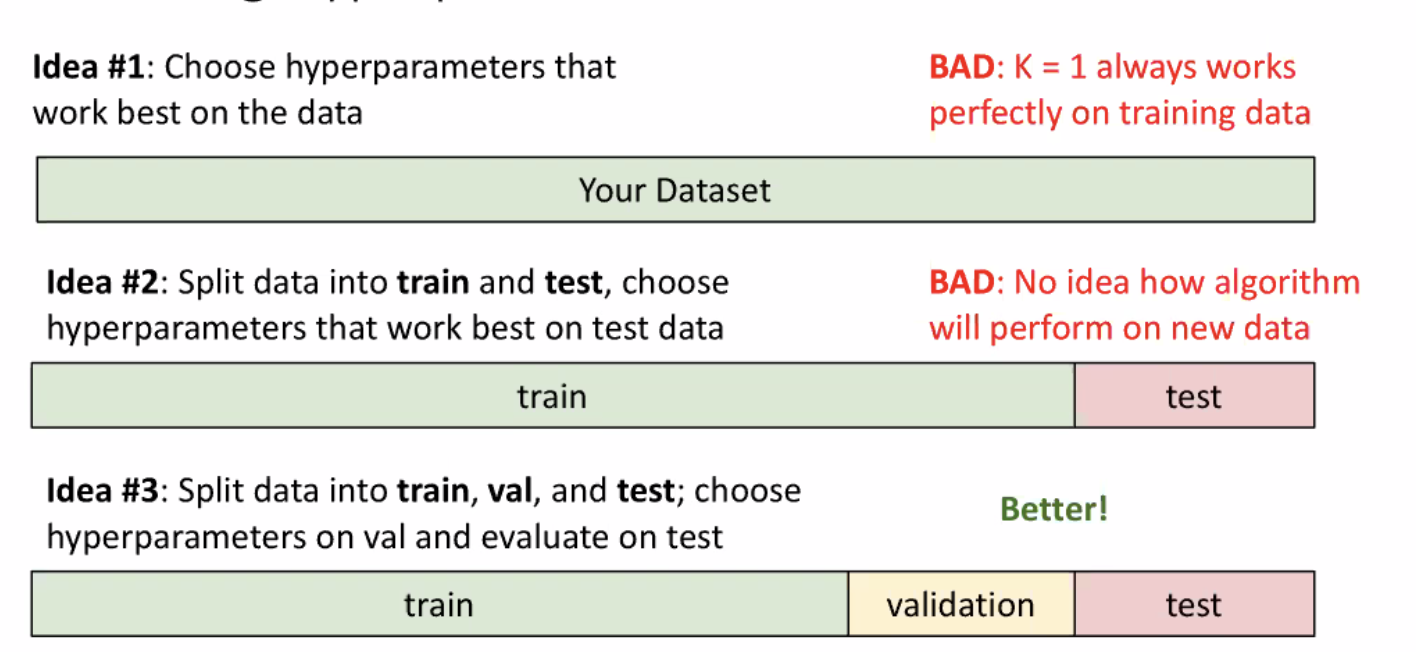 Idea #1: Choose hyperparameters that
work best on the data
BAD: K = 1 always works
perfectly on training data
Your Dataset
Idea #2: Split data into train and test, choose
hyperparameters that work best on test data
BAD: No idea how algorithm
will perform on new data
train
test
Idea #3: Split data into train, val, and test; choose
hyperparameters on val and evaluate on test
Better!
train
validation
test